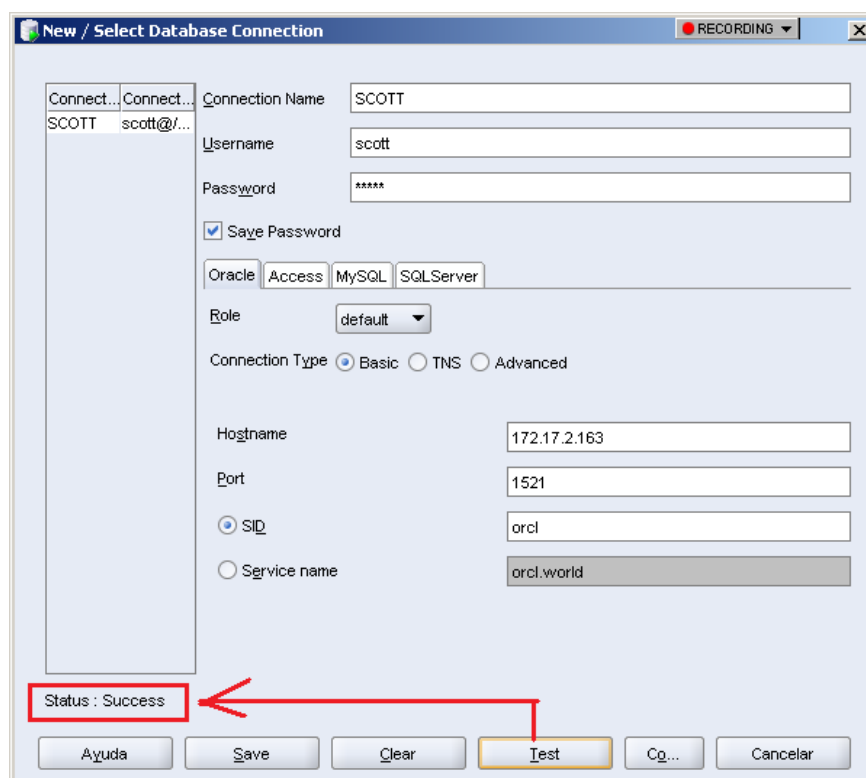 New / Select Database Connection RECORDING
Connect... Connect...
SCOTT scott@/...
Connection Name SCOTT
Username scott
Password *****
Save Password
Oracle Access MySQL SQLServer
Role default
Connection Type Basic TNS Advanced
Hostname 172.17.2.163
Port 1521
SID orcl
Service name orcl.world
Status : Success
Ayuda Save Clear Test Co... Cancelar